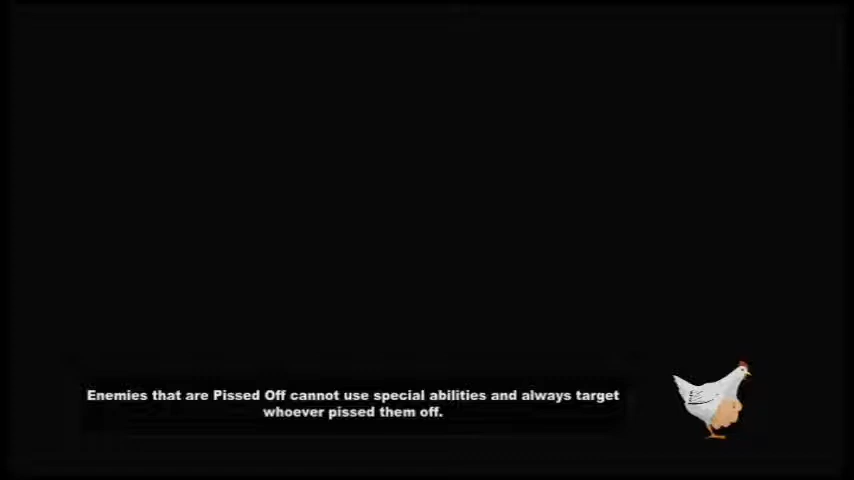 Enemies that are Pissed Off cannot use special abilities and always target
whoever pissed them off.